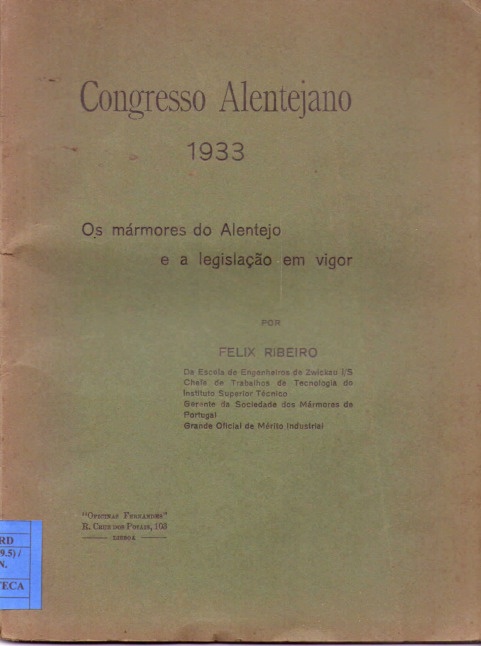 Congresso Alentejano
1933
Os mármores do Alentejo
e a legislação em vigor
POR
FELIX RIBEIRO
Da Escola de Engenheiros de Zwickau I/S
Chefe de Trabalhos de Tecnologia do
Instituto Superior Técnico
Gerente da Sociedade dos Mármores de
Portugal
Grande Oficial de Mérito Industrial
"Oficinas Fernandes"
R. Cruz dos Poiais, 103
LISBOA
RD
9.5) /
N.
TECA